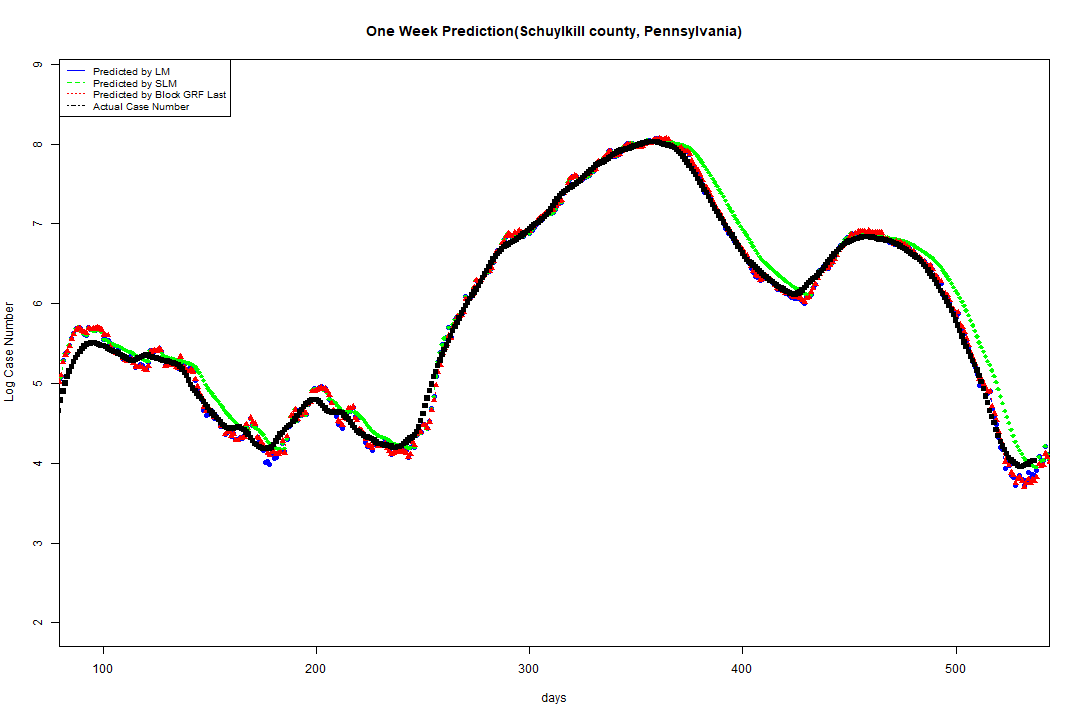 One Week Prediction(Schuylkill county, Pennsylvania)
Predicted by LM
Predicted by SLM
Predicted by Block GRF Last
Actual Case Number
9
8
7
6
5
4
3
2
Log Case Number
100 200 300 400 500
days